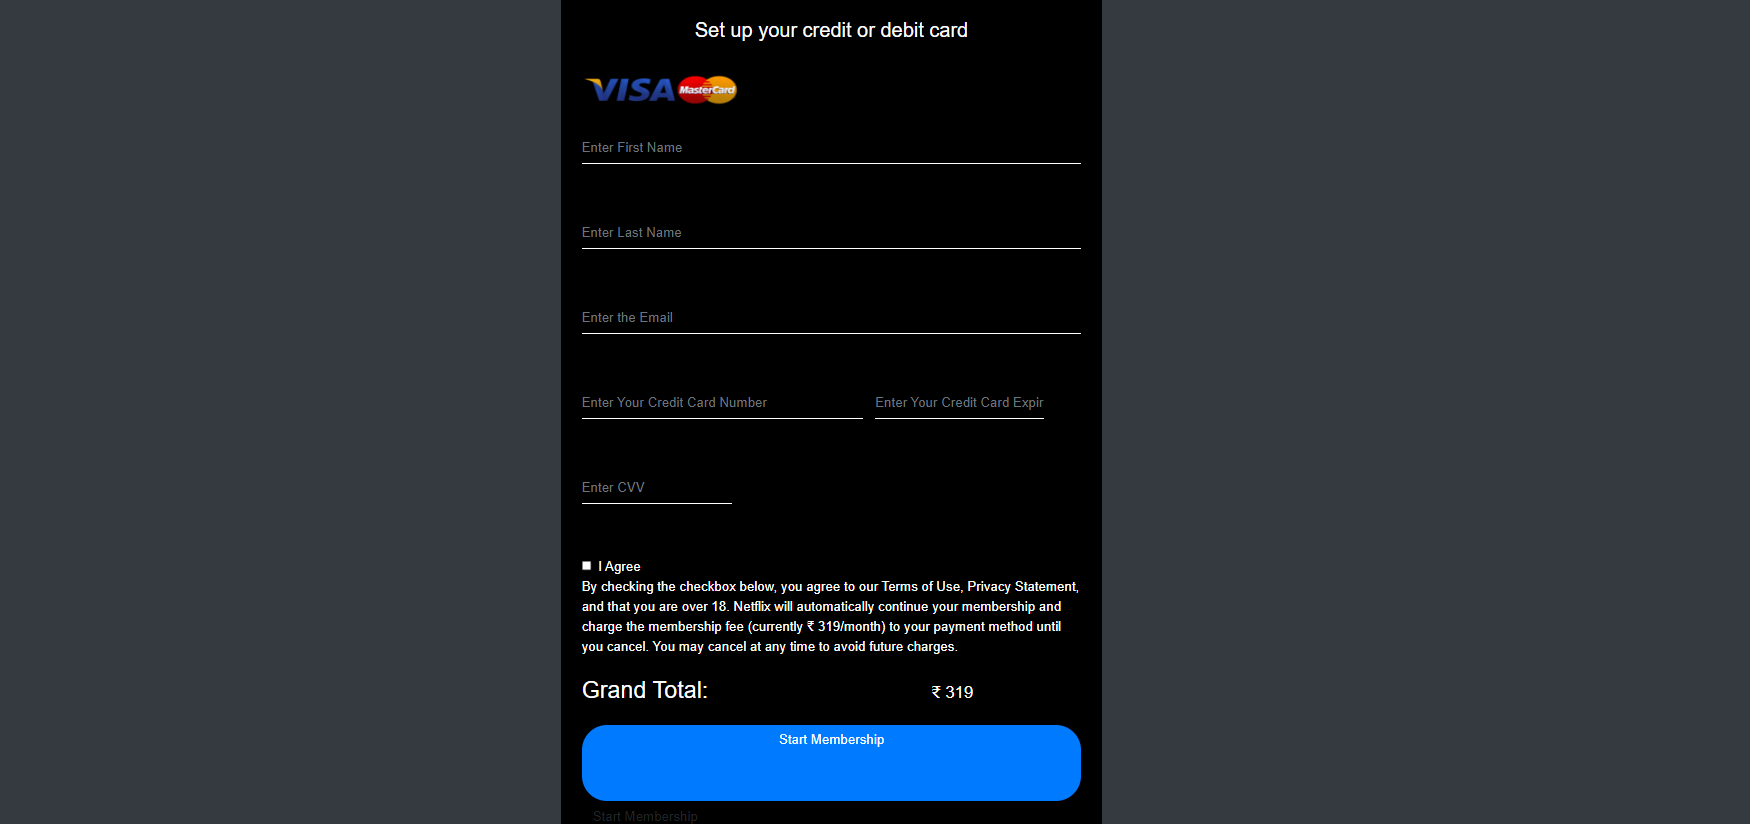 Set up your credit or debit card
VISA MasterCard
Enter First Name
Enter Last Name
Enter the Email
Enter Your Credit Card Number Enter Your Credit Card Expir
Enter CVV
I Agree
By checking the checkbox below, you agree to our Terms of Use, Privacy Statement,
and that you are over 18. Netflix will automatically continue your membership and
charge the membership fee (currently ₹ 319/month) to your payment method until
you cancel. You may cancel at any time to avoid future charges.
Grand Total: ₹ 319
Start Membership
Start Membership